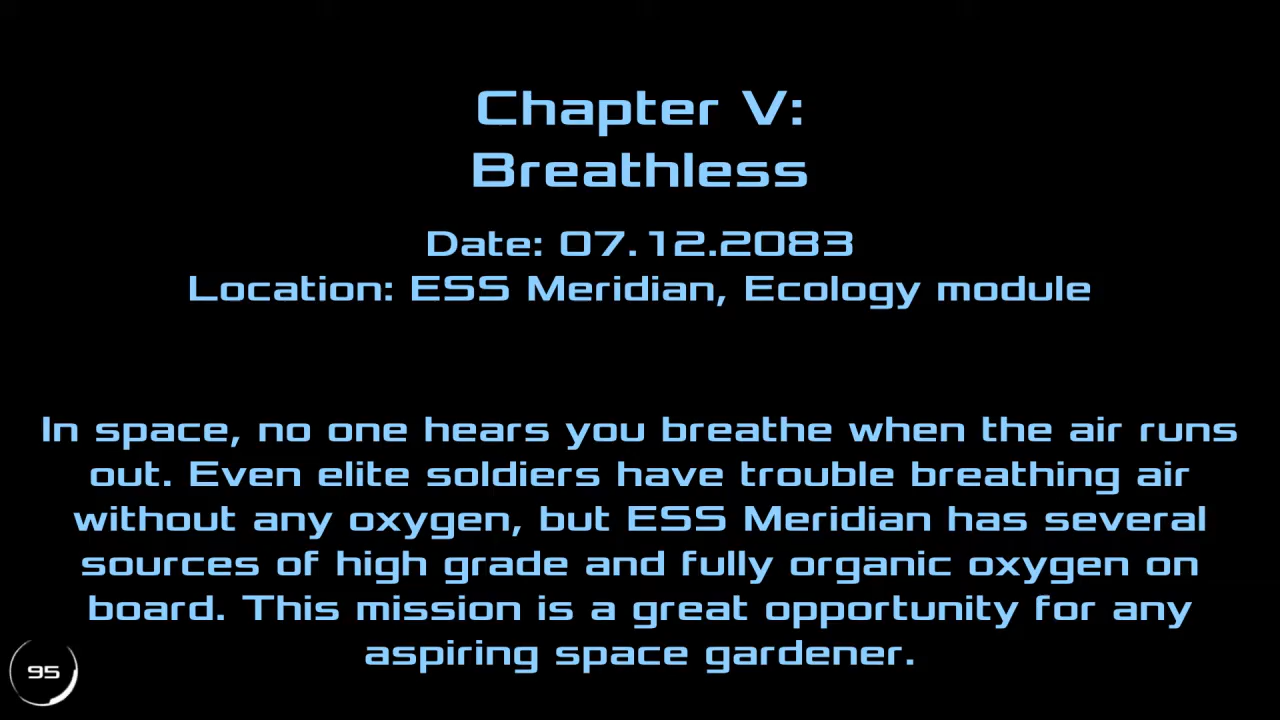 Chapter V:
Breathless
Date: 07.12.2083
Location: ESS Meridian, Ecology module
In space, no one hears you breathe when the air runs
out. Even elite soldiers have trouble breathing air
without any oxygen, but ESS Meridian has several
sources of high grade and fully organic oxygen on
board. This mission is a great opportunity for any
aspiring space gardener.
95